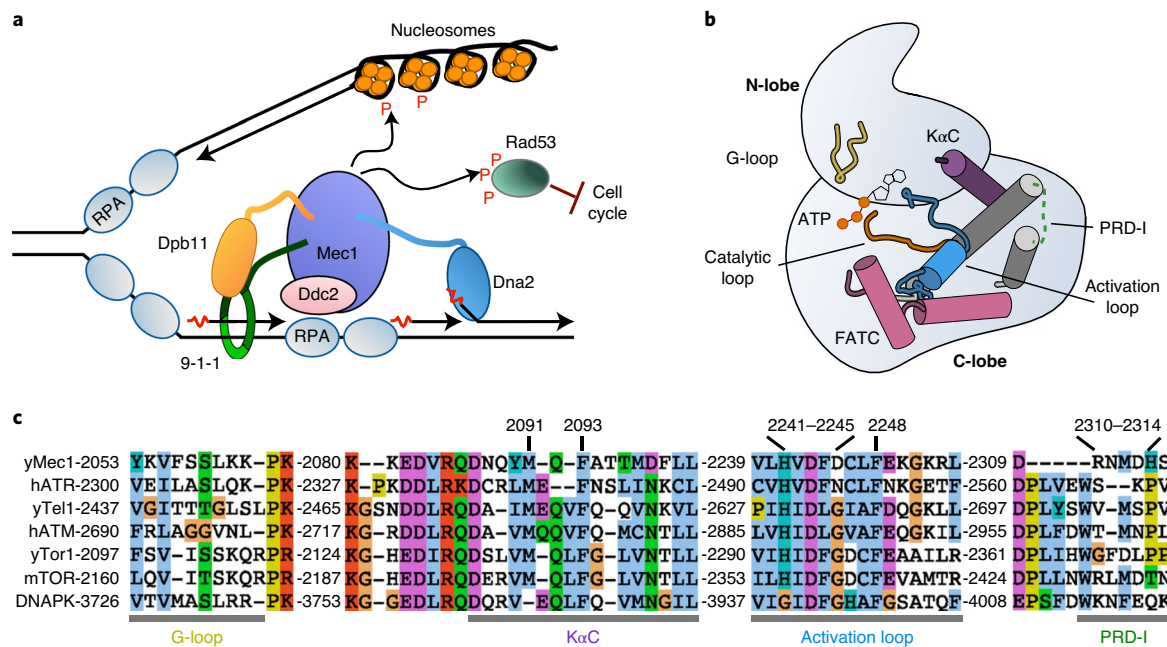 a
Nucleosomes
P
P
RPA
Dpb11
Mec1
Ddc2
RPA
9-1-1
Dna2
Rad53
P
P
P
Cell
cycle
b
N-lobe
KαC
G-loop
ATP
PRD-I
Catalytic
loop
Activation
loop
FATC
C-lobe
c
2091 2093 2241–2245 2248 2310–2314
yMec1-2053 YKVFSSLKK-PK -2080 K--KEDVRQDNQYM-Q-FATTMDFLL -2239 VLHVDFDCLFEKGKRL -2309 D-----RNMDHS
hATR-2300 VEILASLQK-PK -2327 K-PKDDLRKDCRLME--FNSLINKCL -2490 CVHVDFNCLFNKGETF -2560 DPLVEWS--KPV
yTel1-2437 VGITTTGLSLPK -2465 KGSNDDLRQDA-IMEQVFQ-QVNKVL -2627 PIHIDLGIAFDQGKLL -2697 DPLYSWV-MSPV
hATM-2690 FRLAGGVNL-PK -2717 KG-RDDLRQDA-VMQQVFQ-MCNTLL -2885 LVHIDLGVAFEQGKIL -2955 DPLFDWT-MNPL
yTor1-2097 FSV-ISSKQRPR -2124 KG-HEDIRQDSLVM-QLFG-LVNTLL -2290 VIHIDFGDCFEAAILR -2361 DPLIHWGFDLPP
mTOR-2160 LQV-ITSKQRPR -2187 KG-HEDLRQDERVM-QLFG-LVNTLL -2353 ILHIDFGDCFEVAMTR -2424 DPLLNWRLMDTN
DNAPK-3726 VTVMASLRR-PK -3753 KG-GEDLRQDQRV-EQLFQ-VMNGIL -3937 VIGIDFGHAFGSATQF -4008 EPSFDWKNFEQK
G-loop KαC Activation loop PRD-I